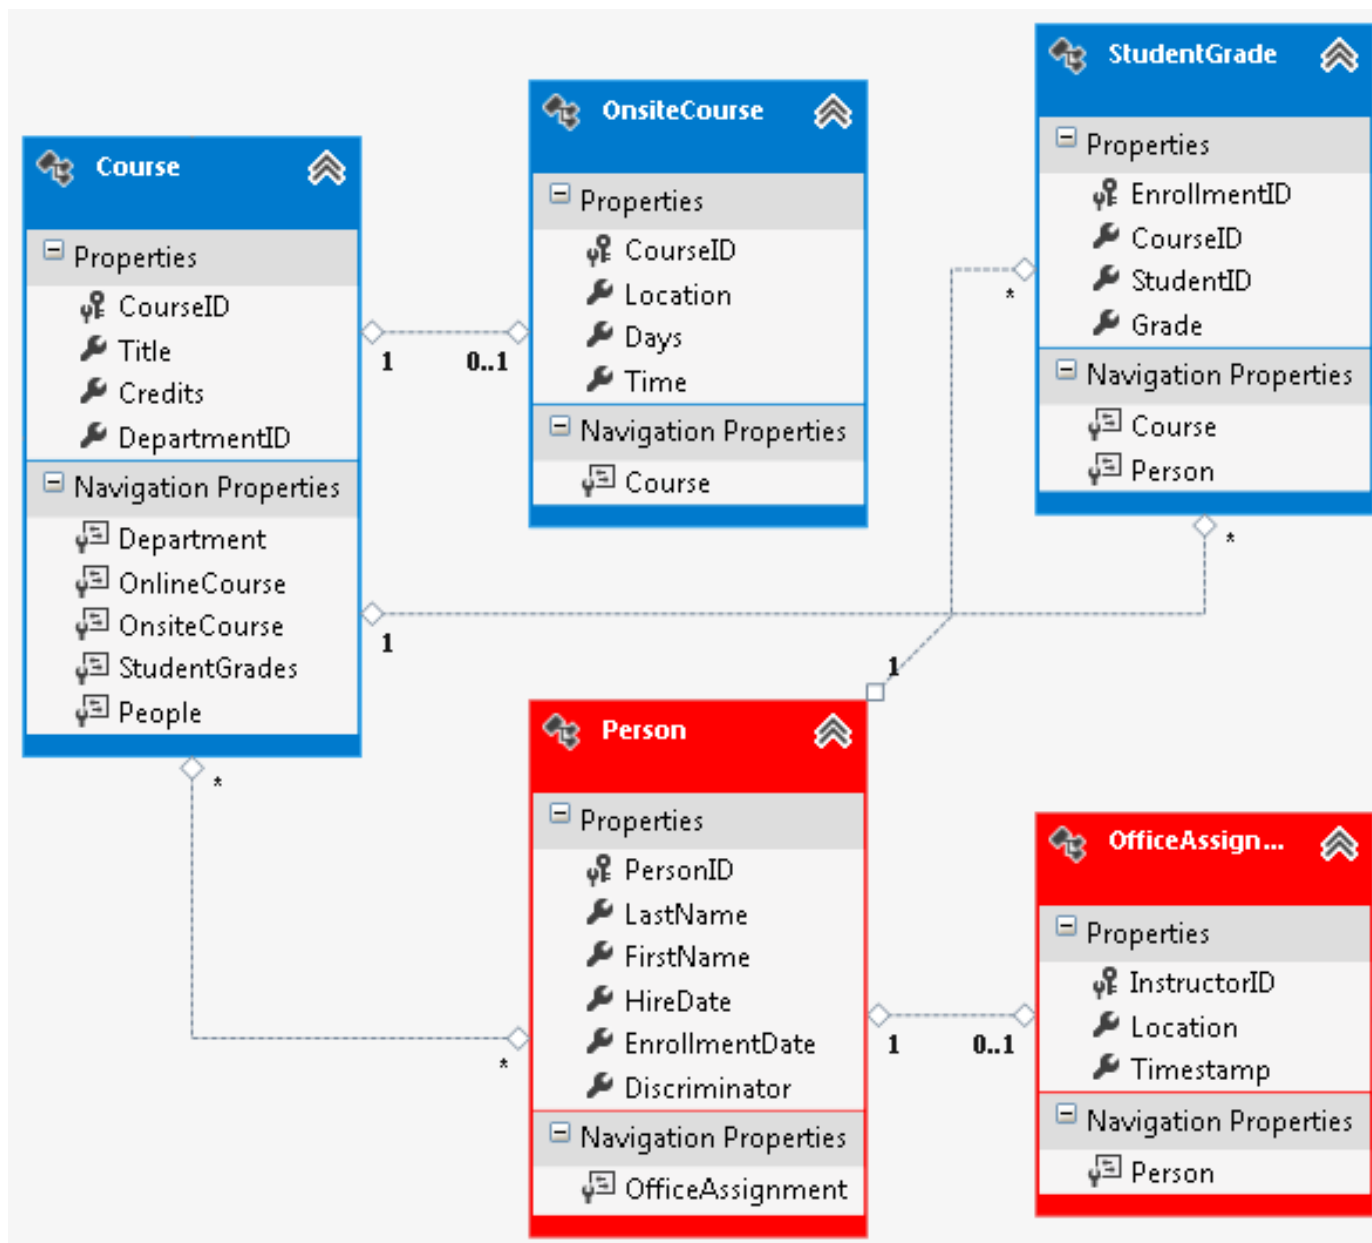 Course
Properties
CourseID
Title
Credits
DepartmentID
Navigation Properties
Department
OnlineCourse
OnsiteCourse
StudentGrades
People
1
0..1
OnsiteCourse
Properties
CourseID
Location
Days
Time
Navigation Properties
Course
StudentGrade
Properties
EnrollmentID
CourseID
StudentID
Grade
Navigation Properties
Course
Person
*
*
1
1
*
*
Person
Properties
PersonID
LastName
FirstName
HireDate
EnrollmentDate
Discriminator
Navigation Properties
OfficeAssignment
1
0..1
OfficeAssign...
Properties
InstructorID
Location
Timestamp
Navigation Properties
Person